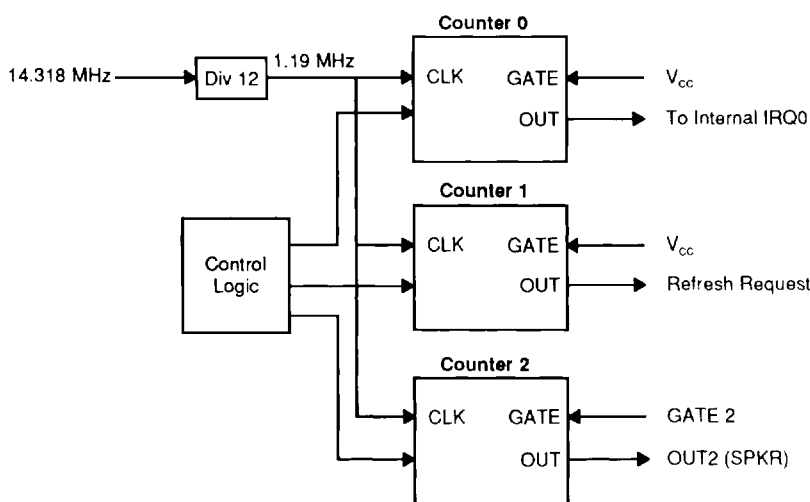 Counter 0
14.318 MHz
Div 12
1.19 MHz
CLK
GATE
Vcc
OUT
To Internal IRQ0
Counter 1
Control
Logic
CLK
GATE
Vcc
OUT
Refresh Request
Counter 2
CLK
GATE
GATE 2
OUT
OUT2 (SPKR)